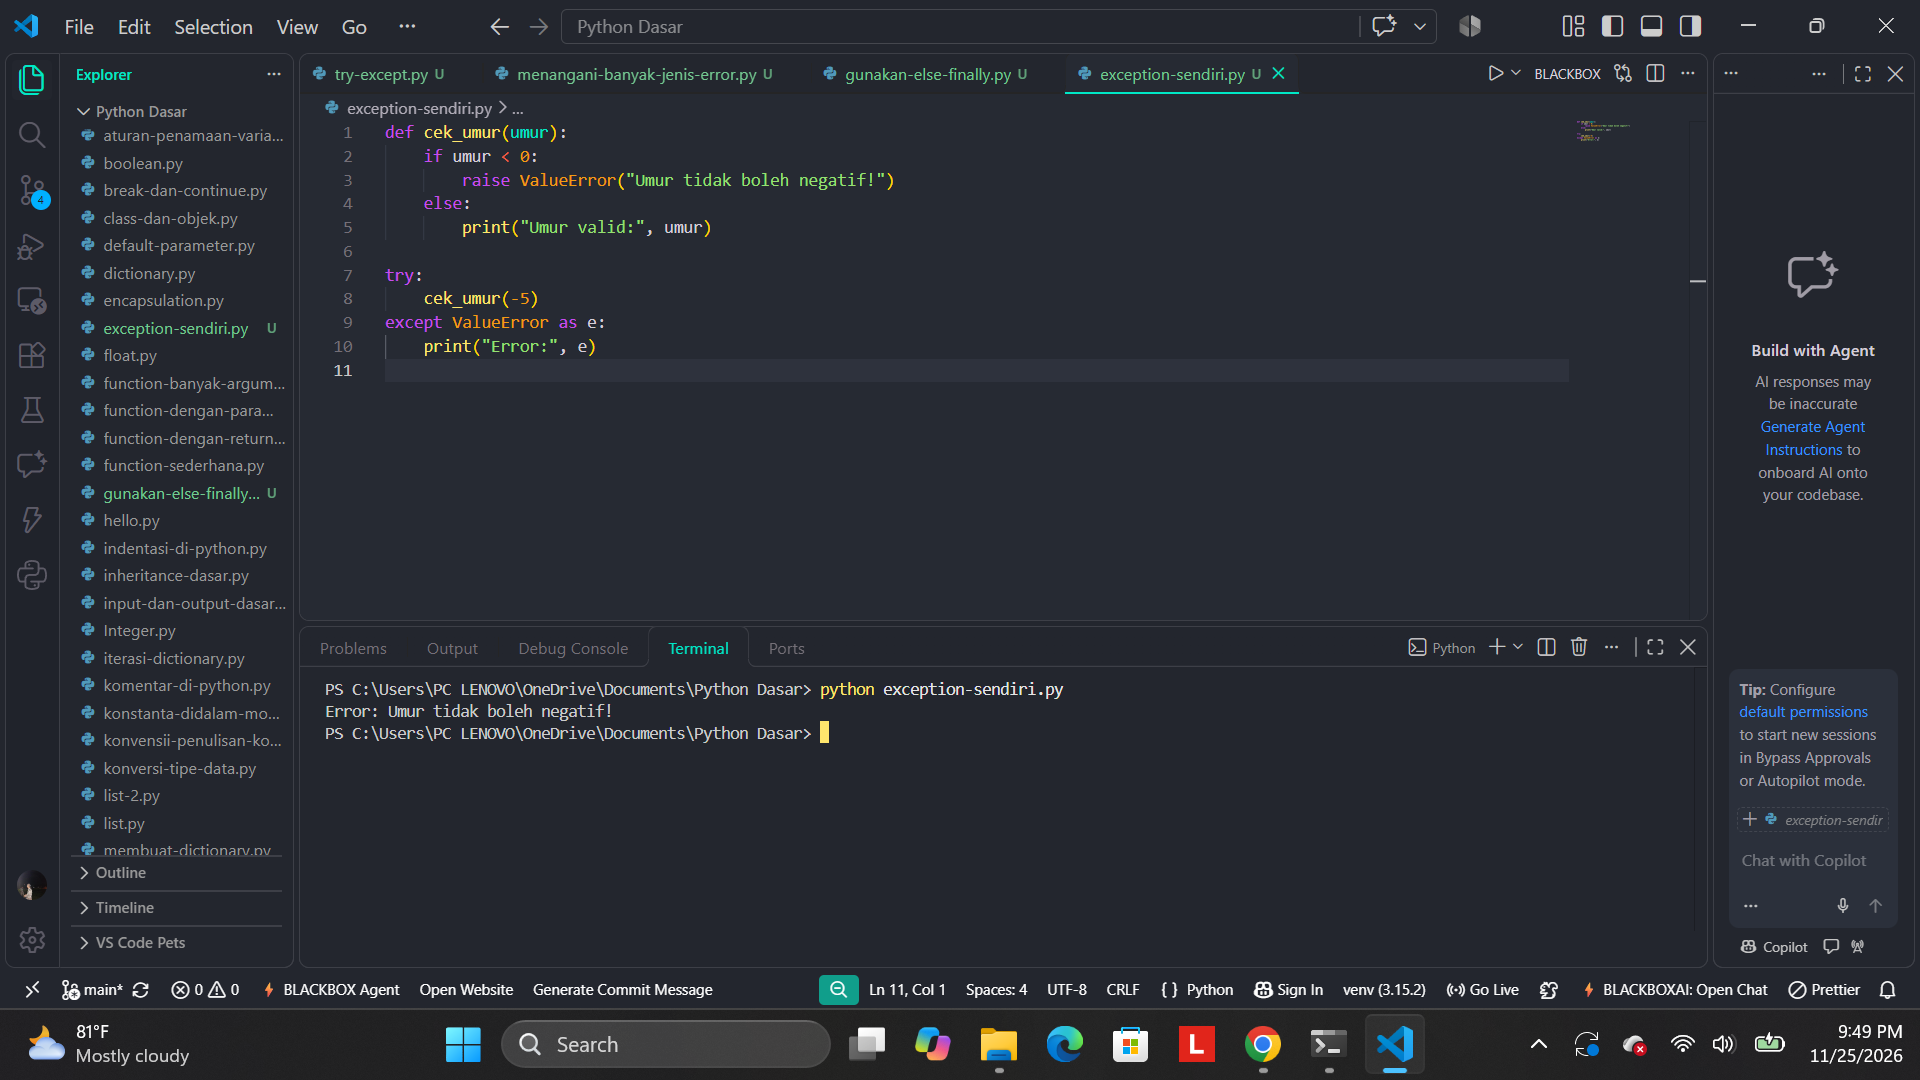 File Edit Selection View Go ...
Python Dasar
Explorer
Python Dasar
aturan-penamaan-varia...
boolean.py
break-dan-continue.py
class-dan-objek.py
default-parameter.py
dictionary.py
encapsulation.py
exception-sendiri.py U
float.py
function-banyak-argum...
function-dengan-para...
function-dengan-return...
function-sederhana.py
gunakan-else-finally... U
hello.py
indentasi-di-python.py
inheritance-dasar.py
input-dan-output-dasar...
Integer.py
iterasi-dictionary.py
komentar-di-python.py
konstanta-didalam-mo...
konvensii-penulisan-ko...
konversi-tipe-data.py
list-2.py
list.py
membuat-dictionary.py
Outline
Timeline
VS Code Pets
4
try-except.py U menangani-banyak-jenis-error.py U gunakan-else-finally.py U exception-sendiri.py U
BLACKBOX
exception-sendiri.py > ...
1 def cek_umur(umur):
2 if umur < 0:
3 raise ValueError("Umur tidak boleh negatif!")
4 else:
5 print("Umur valid:", umur)
6
7 try:
8 cek_umur(-5)
9 except ValueError as e:
10 print("Error:", e)
11
Problems Output Debug Console Terminal Ports
Python
PS C:\Users\PC LENOVO\OneDrive\Documents\Python Dasar> python exception-sendiri.py
Error: Umur tidak boleh negatif!
PS C:\Users\PC LENOVO\OneDrive\Documents\Python Dasar>
Build with Agent
AI responses may
be inaccurate
Generate Agent
Instructions to
onboard AI onto
your codebase.
Tip: Configure
default permissions
to start new sessions
in Bypass Approvals
or Autopilot mode.
exception-sendir
Chat with Copilot
Copilot
main* 0 0 BLACKBOX Agent Open Website Generate Commit Message Ln 11, Col 1 Spaces: 4 UTF-8 CRLF { } Python Sign In venv (3.15.2) Go Live BLACKBOXAI: Open Chat Prettier
81°F
Mostly cloudy
Search
L
9:49 PM
11/25/2026